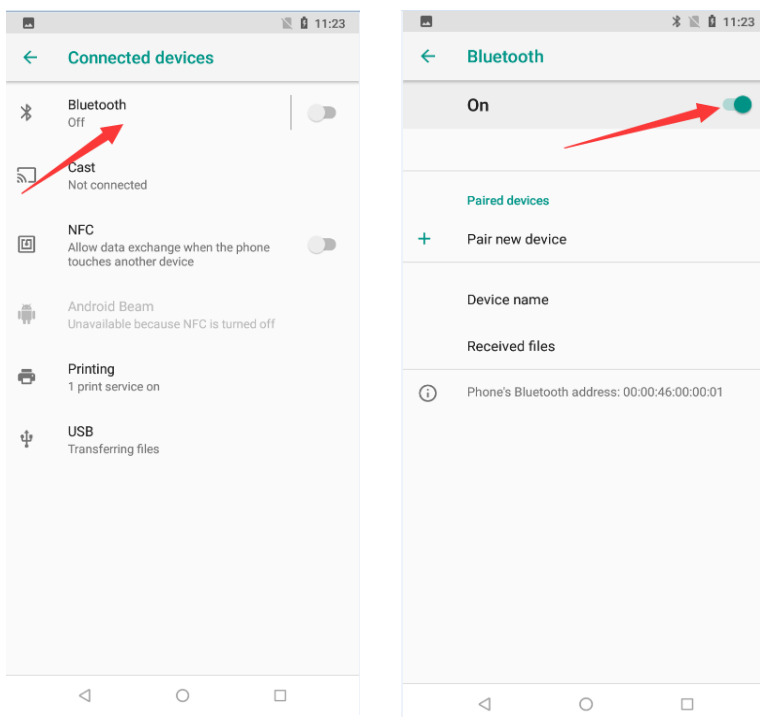 11:23
Connected devices
Bluetooth
Off
Cast
Not connected
NFC
Allow data exchange when the phone
touches another device
Android Beam
Unavailable because NFC is turned off
Printing
1 print service on
USB
Transferring files
11:23
Bluetooth
On
Paired devices
Pair new device
Device name
Received files
Phone's Bluetooth address: 00:00:46:00:00:01